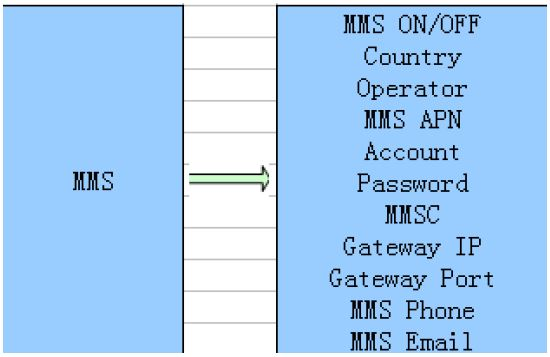 MMS
MMS ON/OFF
Country
Operator
MMS APN
Account
Password
MMSC
Gateway IP
Gateway Port
MMS Phone
MMS Email